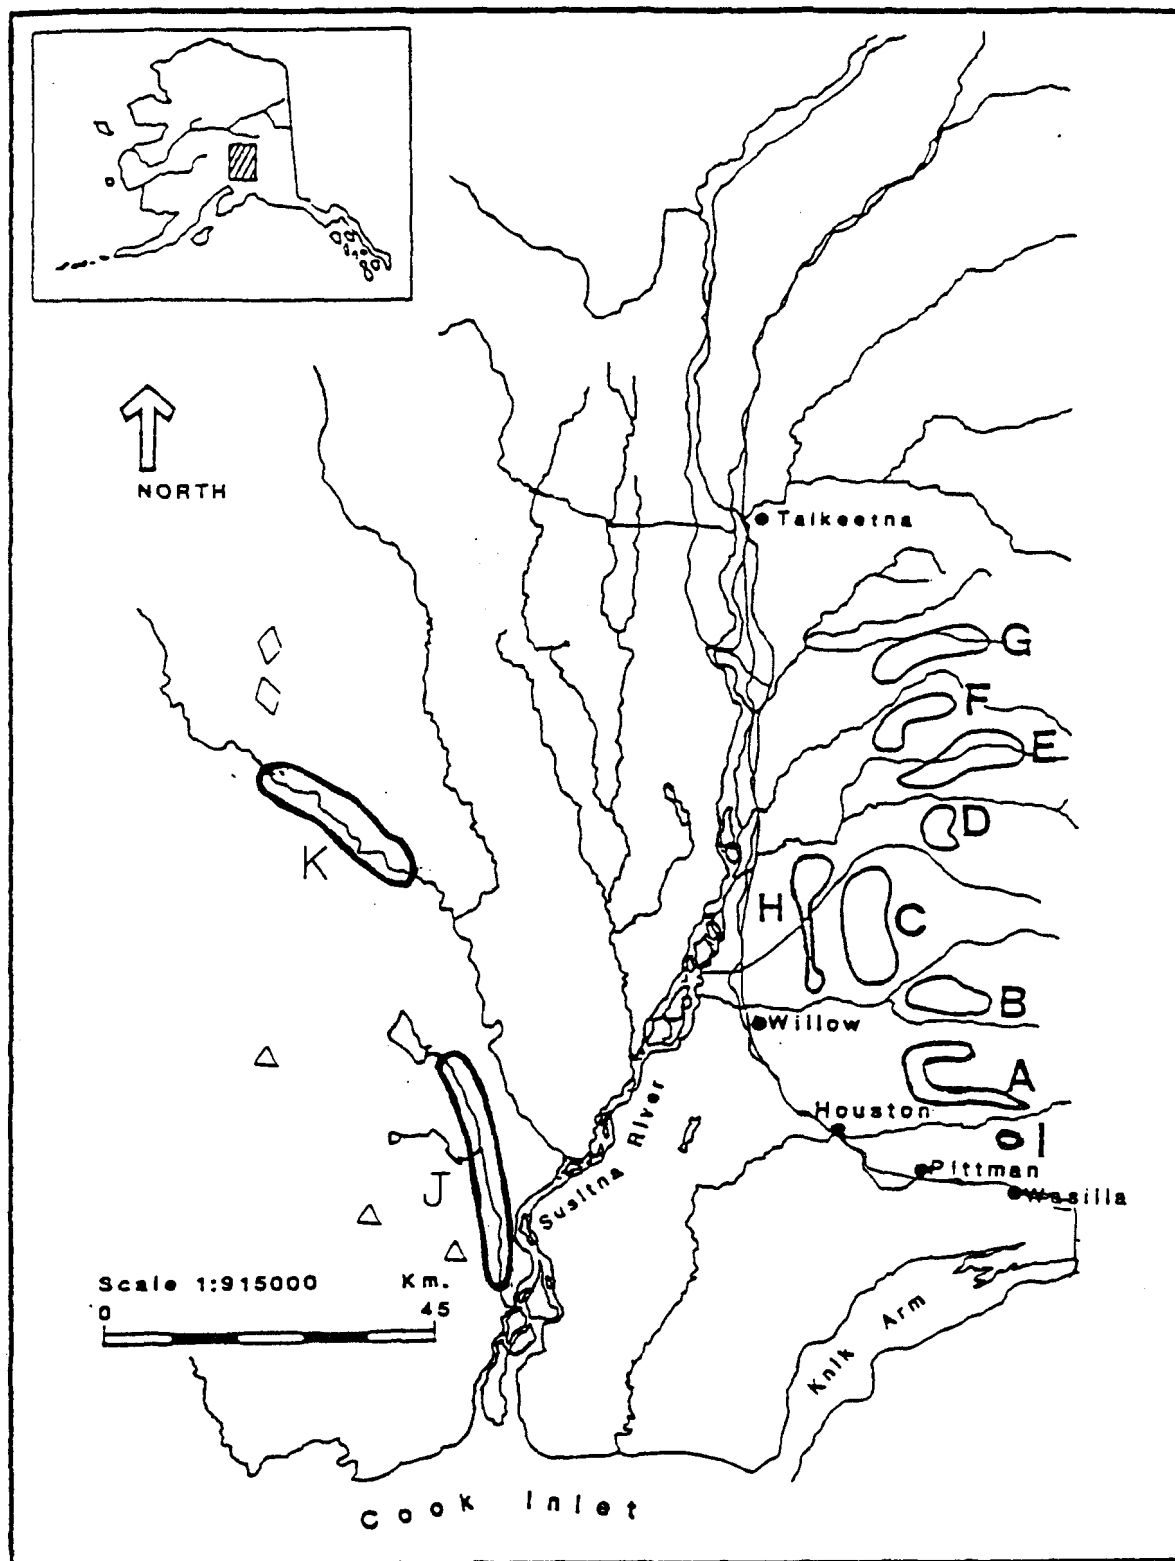 NORTH
Talkeetna
G
F
E
D
K
H
C
B
Willow
A
Houston
I
Pittman
Wasilla
J
Susitna River
Scale 1:915000 Km.
0 45
Knik Arm
Cook Inlet